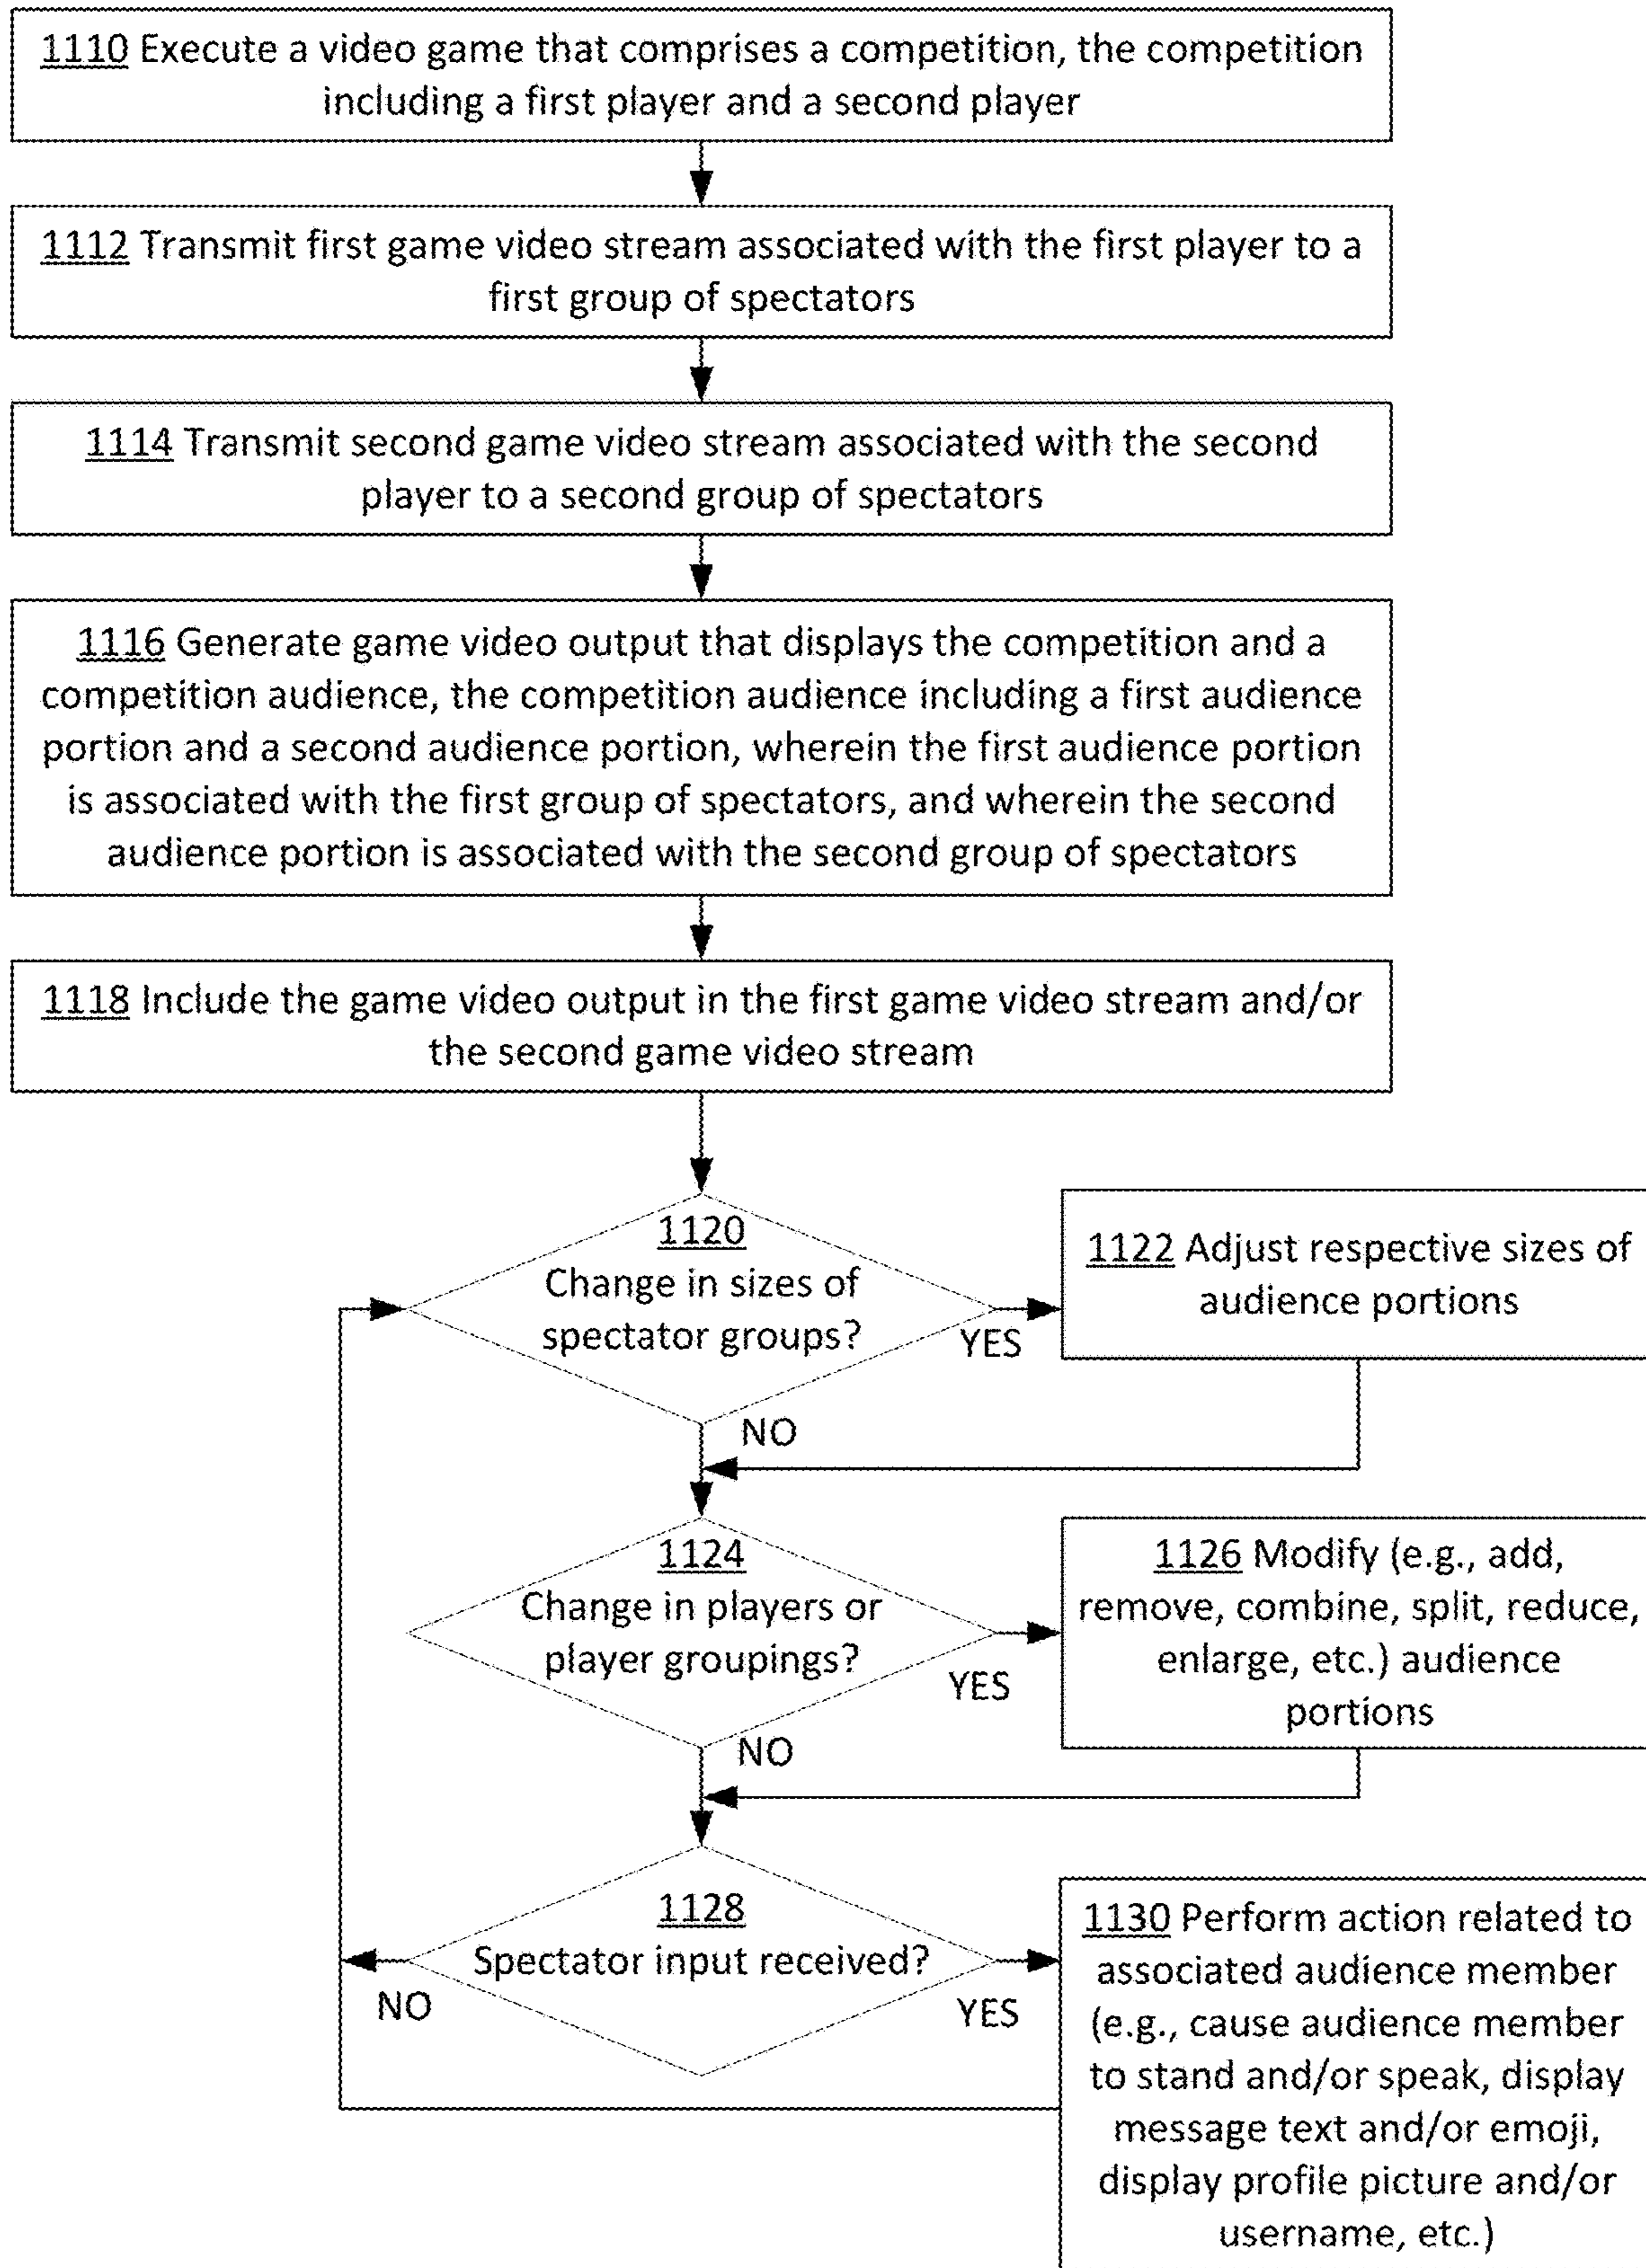 1110 Execute a video game that comprises a competition, the competition
including a first player and a second player
1112 Transmit first game video stream associated with the first player to a
first group of spectators
1114 Transmit second game video stream associated with the second
player to a second group of spectators
1116 Generate game video output that displays the competition and a
competition audience, the competition audience including a first audience
portion and a second audience portion, wherein the first audience portion
is associated with the first group of spectators, and wherein the second
audience portion is associated with the second group of spectators
1118 Include the game video output in the first game video stream and/or
the second game video stream
1120
Change in sizes of
spectator groups?
YES
NO
1122 Adjust respective sizes of
audience portions
1124
Change in players or
player groupings?
YES
NO
1126 Modify (e.g., add,
remove, combine, split, reduce,
enlarge, etc.) audience
portions
1128
Spectator input received?
NO
YES
1130 Perform action related to
associated audience member
(e.g., cause audience member
to stand and/or speak, display
message text and/or emoji,
display profile picture and/or
username, etc.)